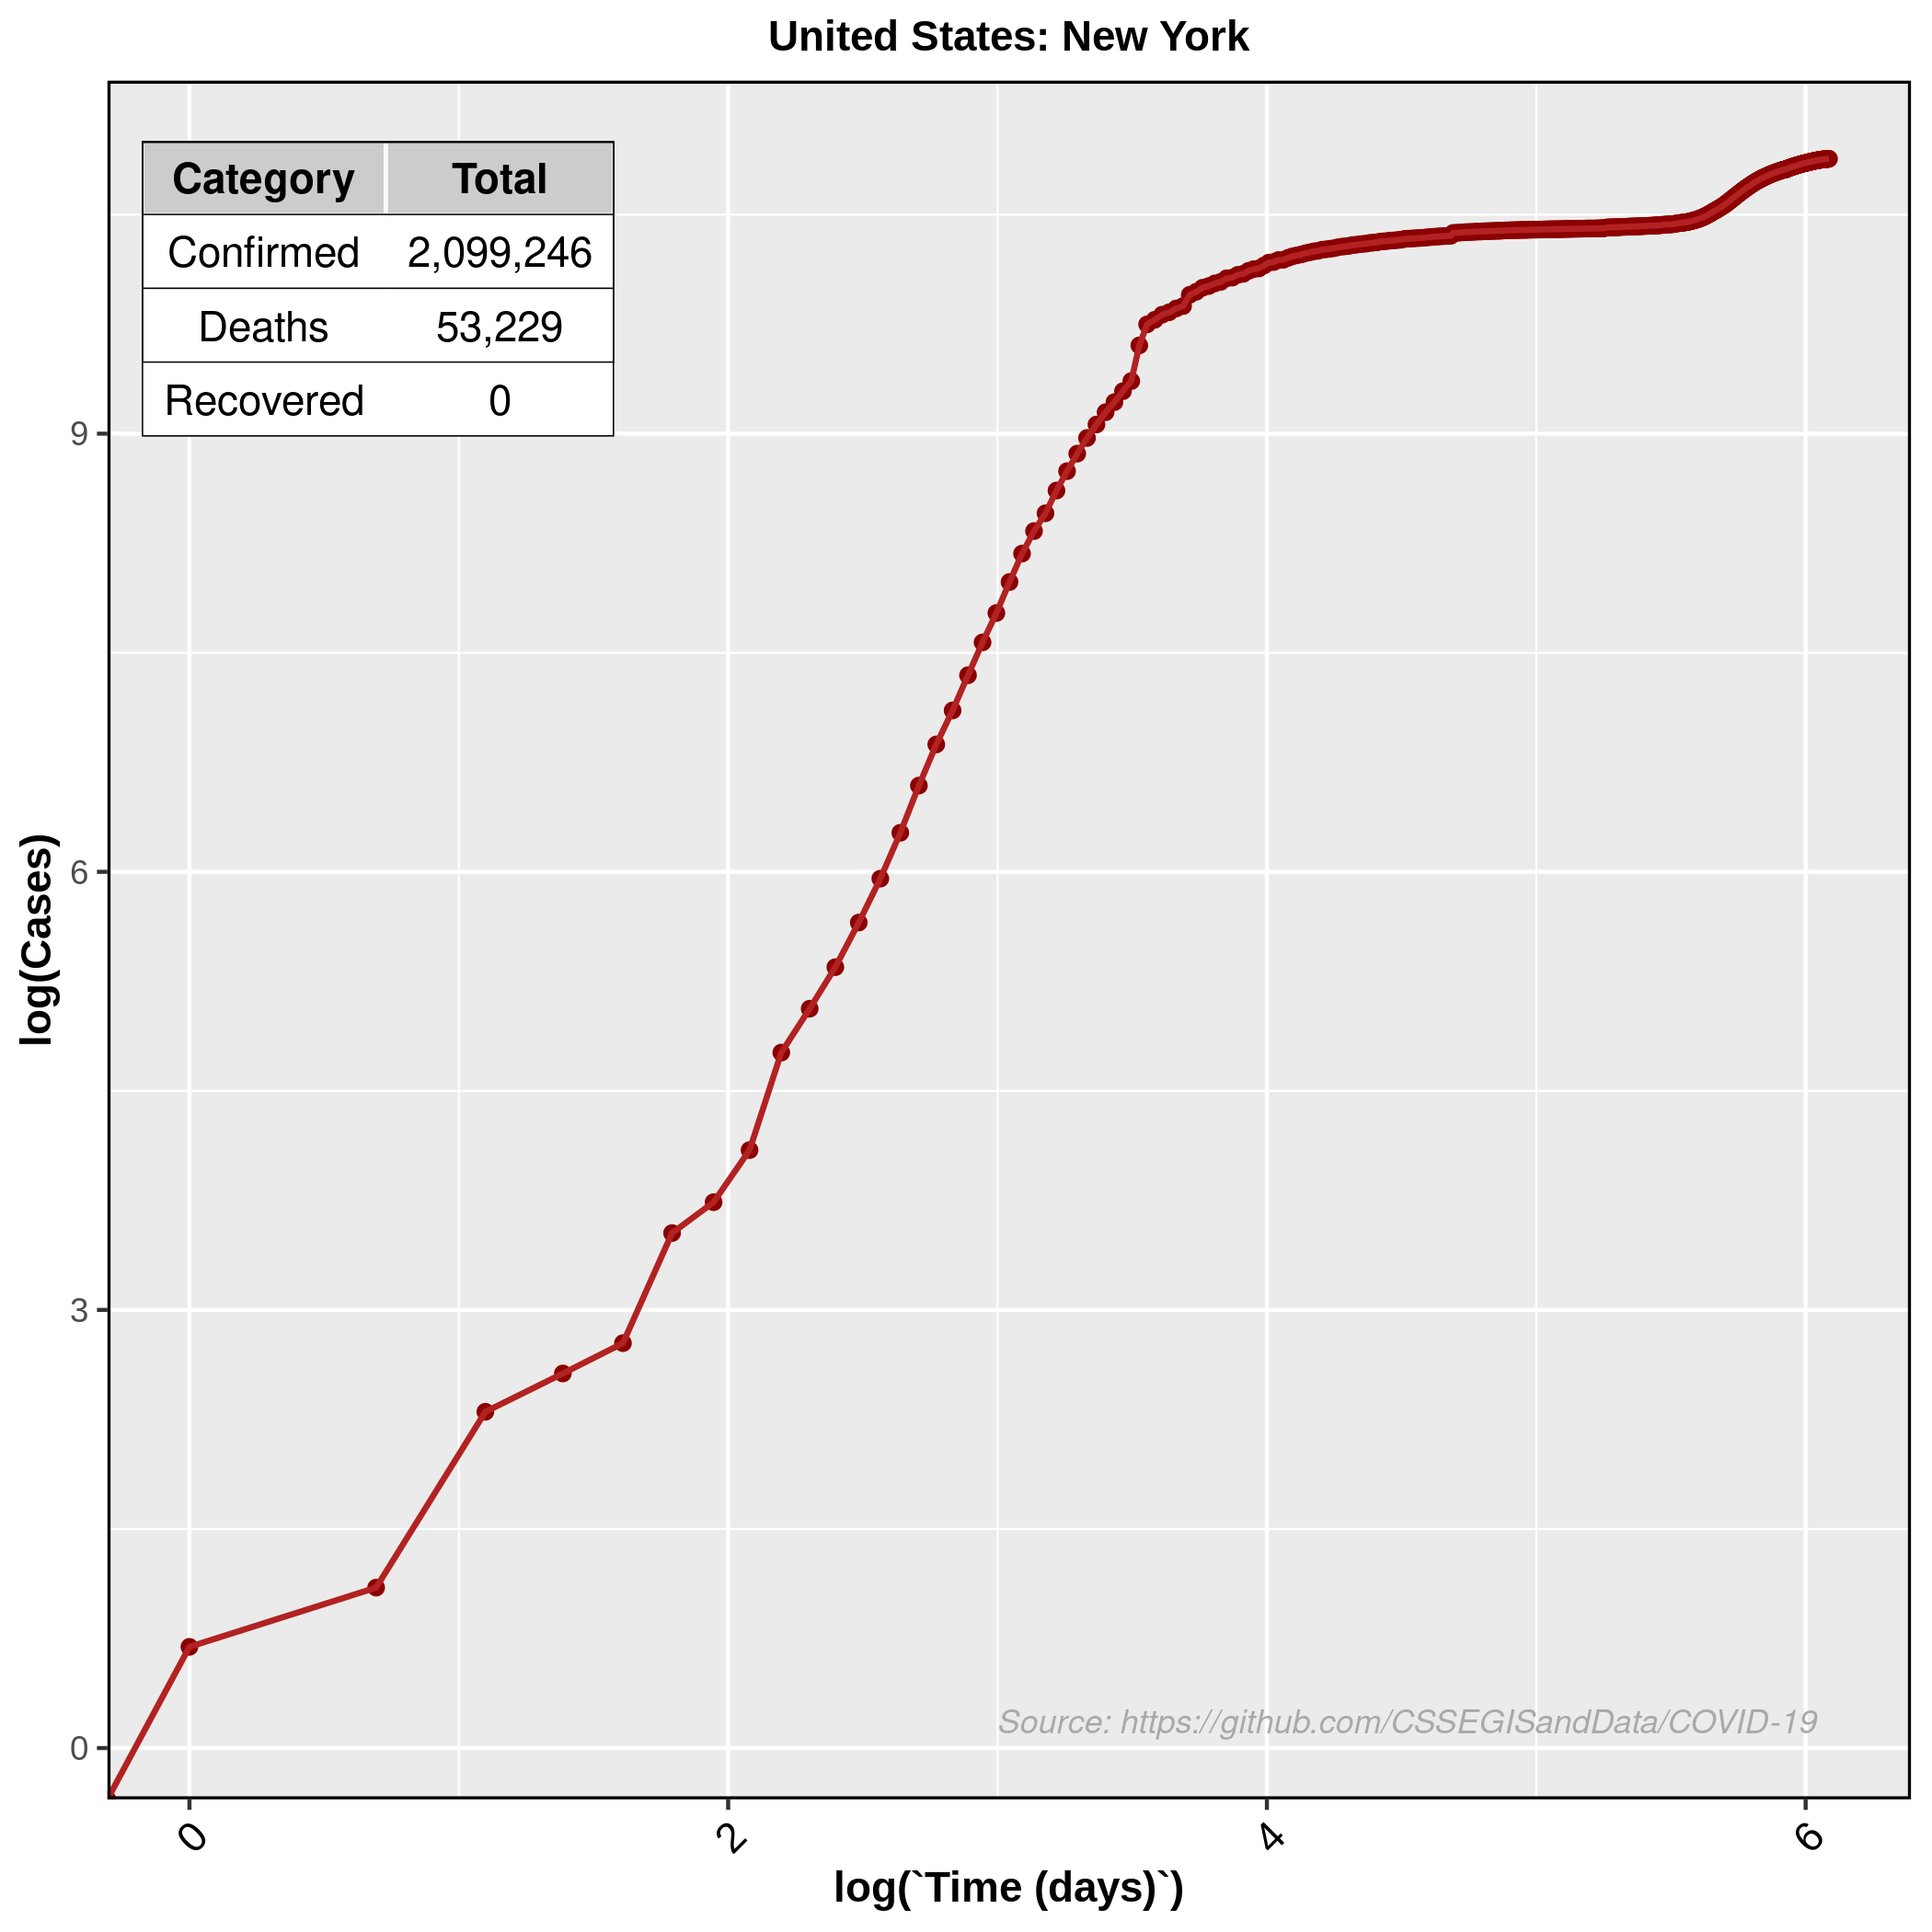 United States: New York
Category Total
Confirmed 2,099,246
Deaths 53,229
Recovered 0
9
6
3
0
log(Cases)
Source: https://github.com/CSSEGISandData/COVID-19
0 2 4 6
log(`Time (days)`)